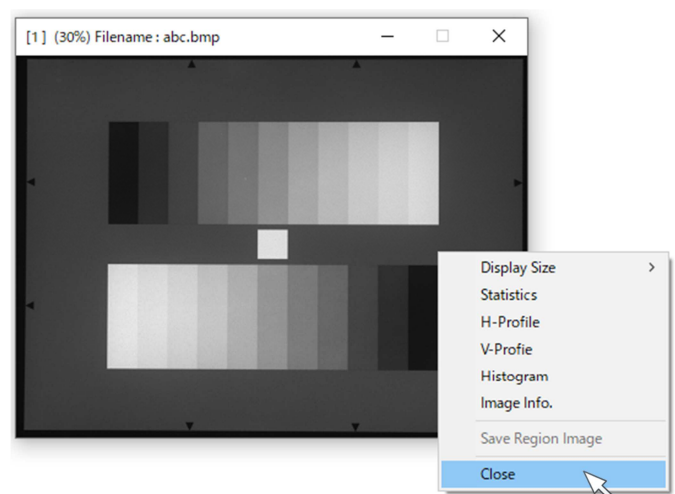 [1] (30%) Filename : abc.bmp
Display Size
Statistics
H-Profile
V-Profie
Histogram
Image Info.
Save Region Image
Close